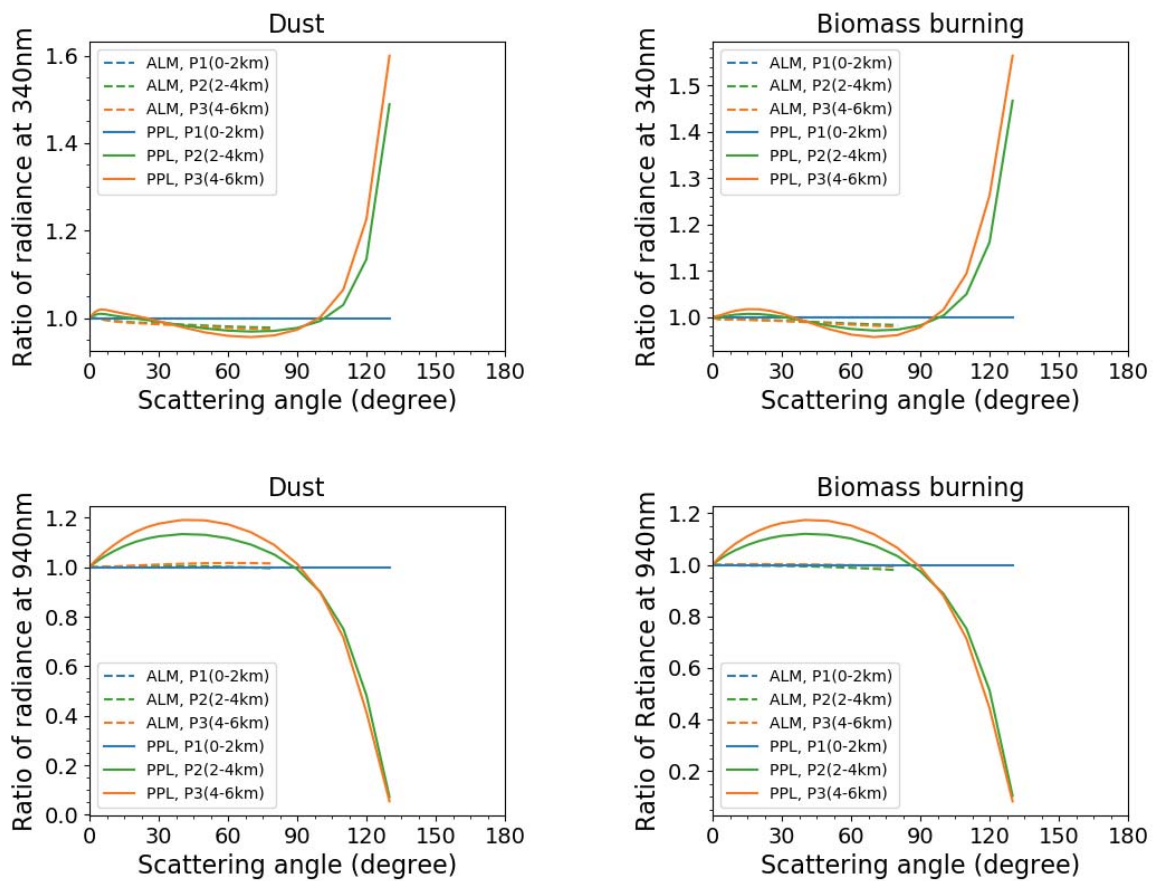 Dust
Ratio of radiance at 340nm
1.6
1.4
1.2
1.0
ALM, P1(0-2km)
ALM, P2(2-4km)
ALM, P3(4-6km)
PPL, P1(0-2km)
PPL, P2(2-4km)
PPL, P3(4-6km)
0 30 60 90 120 150 180
Scattering angle (degree)
Biomass burning
Ratio of radiance at 340nm
1.5
1.4
1.3
1.2
1.1
1.0
ALM, P1(0-2km)
ALM, P2(2-4km)
ALM, P3(4-6km)
PPL, P1(0-2km)
PPL, P2(2-4km)
PPL, P3(4-6km)
0 30 60 90 120 150 180
Scattering angle (degree)
Dust
Ratio of radiance at 940nm
1.2
1.0
0.8
0.6
0.4
0.2
0.0
ALM, P1(0-2km)
ALM, P2(2-4km)
ALM, P3(4-6km)
PPL, P1(0-2km)
PPL, P2(2-4km)
PPL, P3(4-6km)
0 30 60 90 120 150 180
Scattering angle (degree)
Biomass burning
Ratio of Ratiance at 940nm
1.2
1.0
0.8
0.6
0.4
0.2
ALM, P1(0-2km)
ALM, P2(2-4km)
ALM, P3(4-6km)
PPL, P1(0-2km)
PPL, P2(2-4km)
PPL, P3(4-6km)
0 30 60 90 120 150 180
Scattering angle (degree)